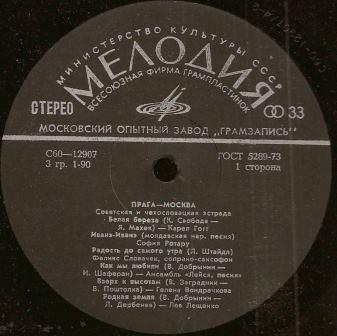 МИНИСТЕРСТВО КУЛЬТУРЫ СССР
МЕЛОДИЯ
ВСЕСОЮЗНАЯ ФИРМА ГРАМПЛАСТИНОК
СТЕРЕО
33
МОСКОВСКИЙ ОПЫТНЫЙ ЗАВОД „ГРАМЗАПИСЬ"
С60—12907
ГОСТ 5289-73
3 гр. 1-90
1 сторона
ПРАГА—МОСКВА
Советская и чехословацкая эстрада
Белая береза (К. Свобода —
Я. Махек) — Карел Готт
Иванэ-Иванэ (молдавская нар. песня)
София Ротару
Радость до самого утра (Л. Штайдл)
Феликс Словачек, сопрано-саксофон
Как мы любили (В. Добрынин —
И. Шаферан) — Ансамбль «Лейся, песня»
Вверх к высотам (В. Заградник —
В. Поштолка) — Гелена Вондрачкова
Родная земля (В. Добрынин —
Л. Дербенев) — Лев Лещенко